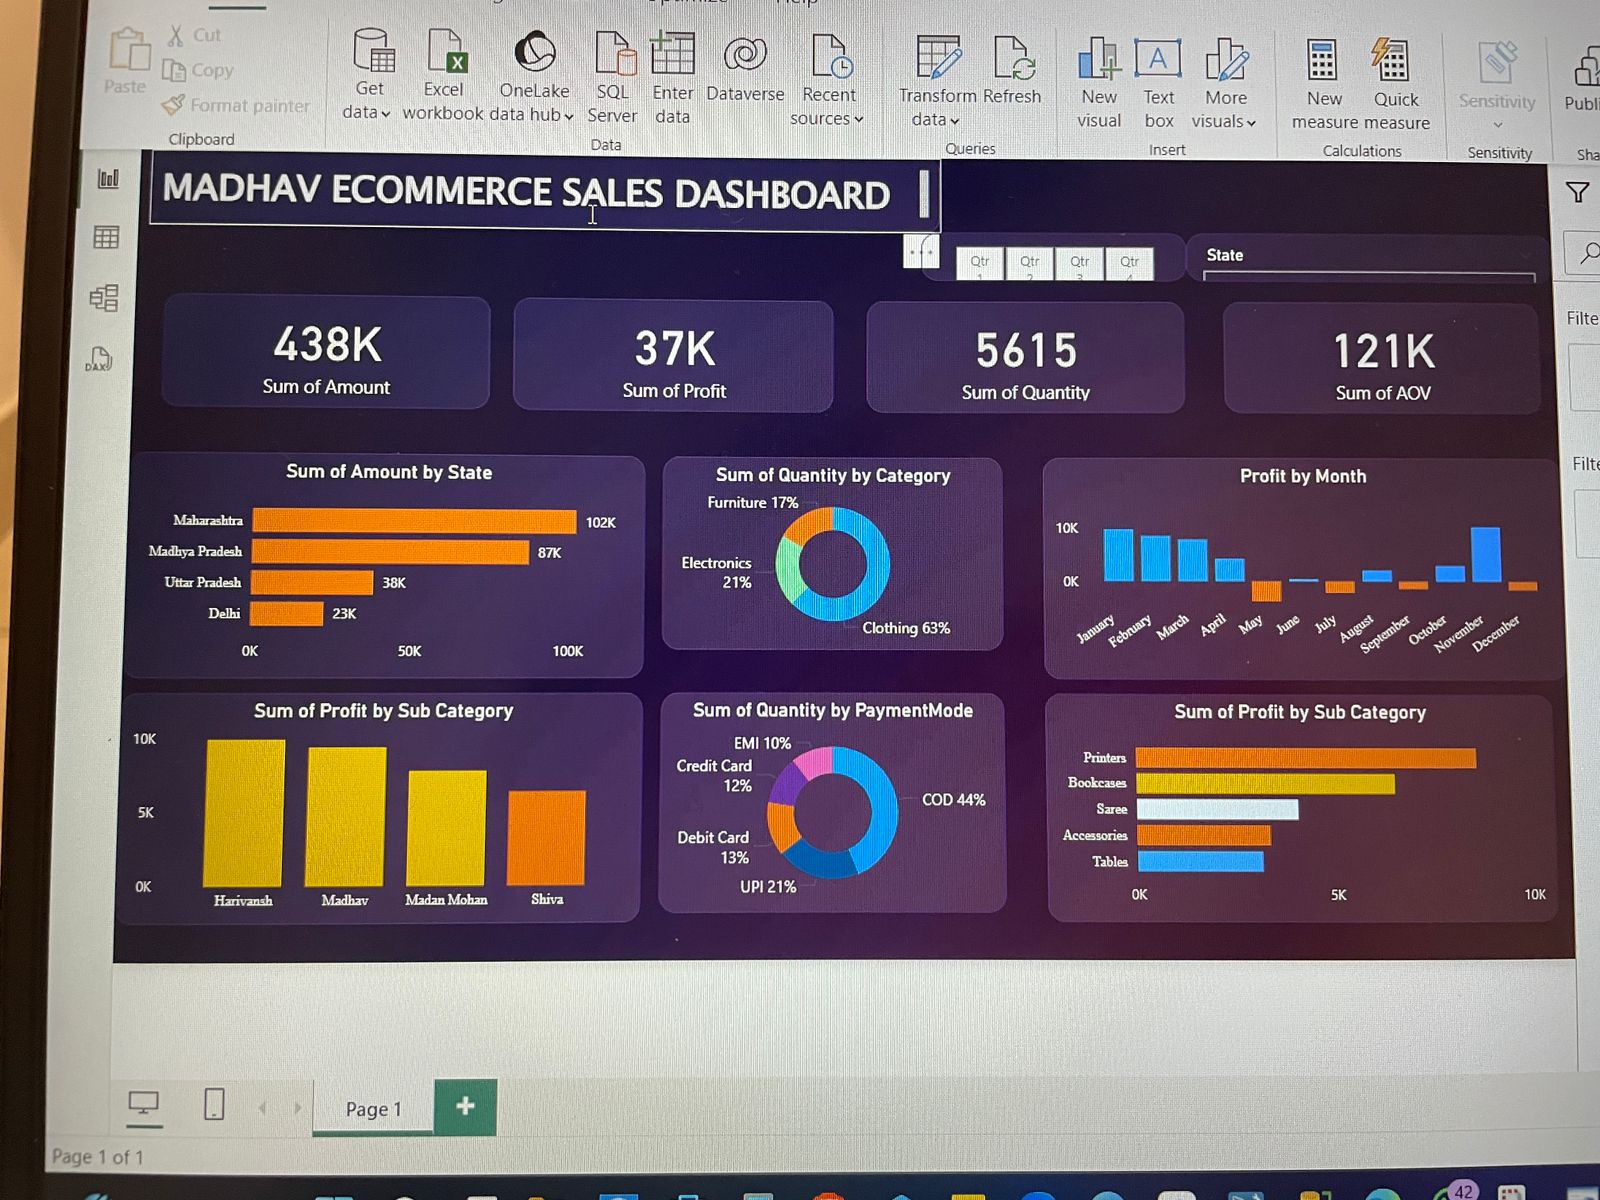 Cut
Copy
Format painter
Paste
Clipboard
Get data
Excel workbook
OneLake data hub
SQL Server
Enter data
Dataverse
Recent sources
Data
Transform data
Refresh
Queries
New visual
Text box
More visuals
Insert
New measure
Quick measure
Calculations
Sensitivity
Sensitivity
Publi
Sha
DAX
MADHAV ECOMMERCE SALES DASHBOARD
Qtr 1
Qtr 2
Qtr 3
Qtr 4
State
Filte
Filte
438K
Sum of Amount
37K
Sum of Profit
5615
Sum of Quantity
121K
Sum of AOV
Sum of Amount by State
Maharashtra 102K
Madhya Pradesh 87K
Uttar Pradesh 38K
Delhi 23K
0K 50K 100K
Sum of Quantity by Category
Furniture 17%
Electronics
21%
Clothing 63%
Profit by Month
10K
0K
January February March April May June July August September October November December
Sum of Profit by Sub Category
10K
5K
0K
Harivansh Madhav Madan Mohan Shiva
Sum of Quantity by PaymentMode
EMI 10%
Credit Card
12%
COD 44%
Debit Card
13%
UPI 21%
Sum of Profit by Sub Category
Printers
Bookcases
Saree
Accessories
Tables
0K 5K 10K
Page 1
Page 1 of 1
42